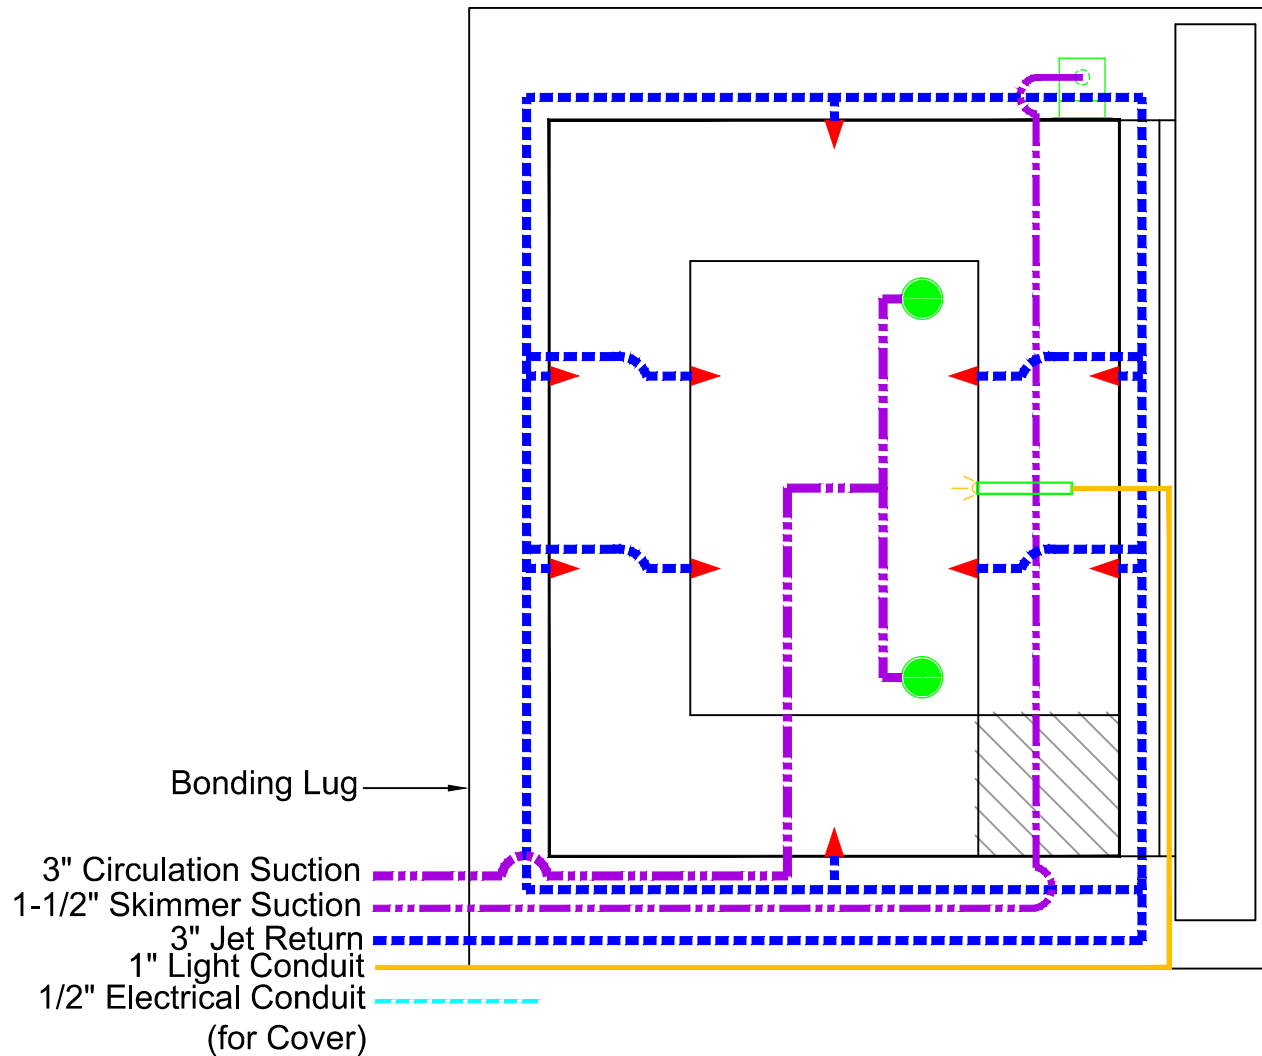 Bonding Lug
3" Circulation Suction
1-1/2" Skimmer Suction
3" Jet Return
1" Light Conduit
1/2" Electrical Conduit
(for Cover)